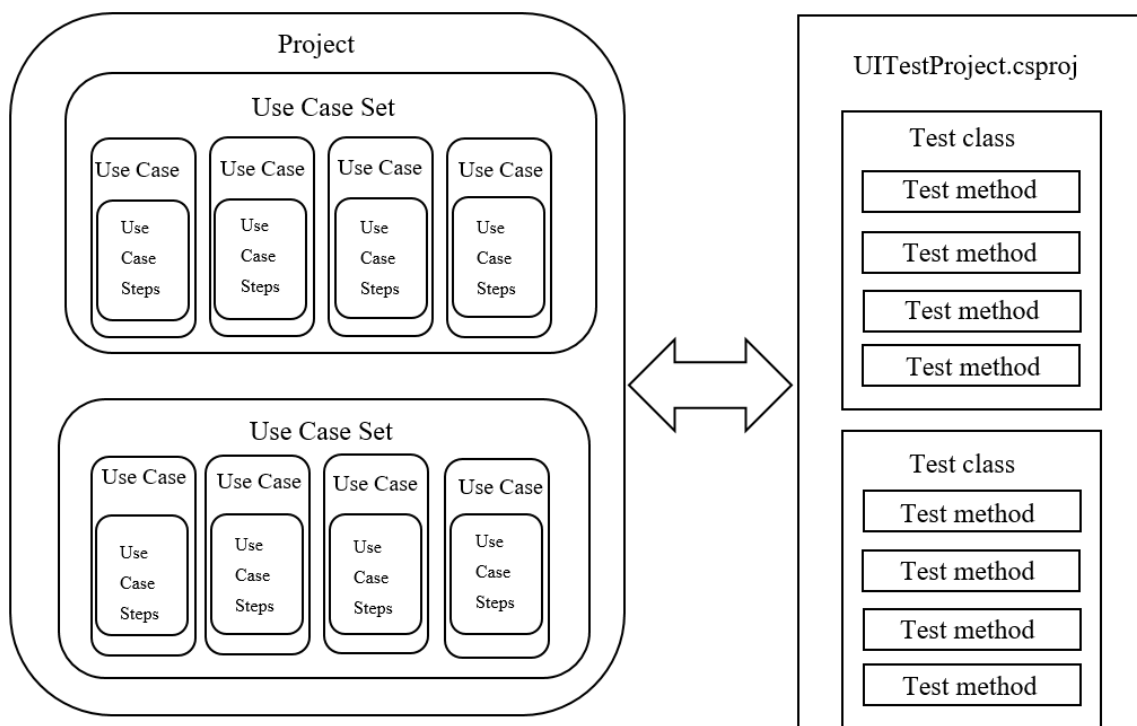 Project
Use Case Set
Use Case
Use Case
Use Case
Use Case
Use
Case
Steps
Use
Case
Steps
Use
Case
Steps
Use
Case
Steps
Use Case Set
Use Case
Use Case
Use Case
Use Case
Use
Case
Steps
Use
Case
Steps
Use
Case
Steps
Use
Case
Steps
UITestProject.csproj
Test class
Test method
Test method
Test method
Test method
Test class
Test method
Test method
Test method
Test method